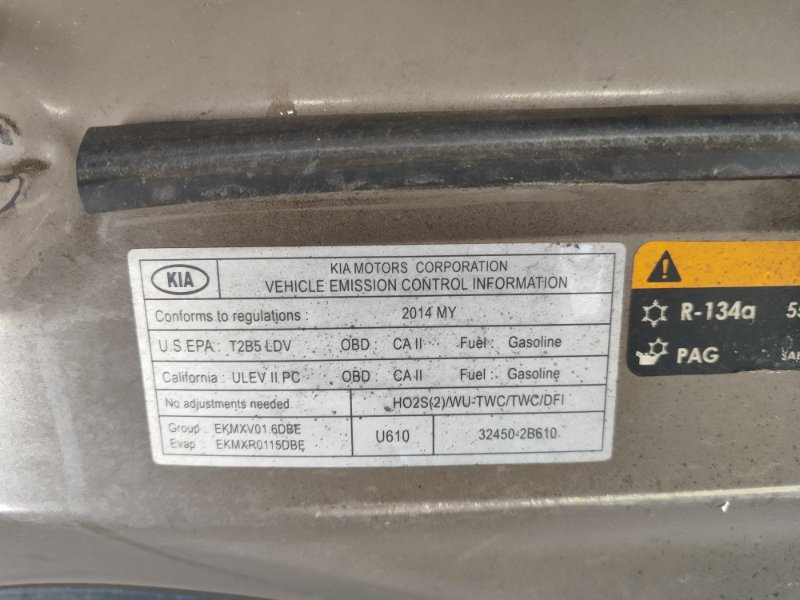 KIA
KIA MOTORS CORPORATION
VEHICLE EMISSION CONTROL INFORMATION
Conforms to regulations : 2014 MY
U.S.EPA : T2B5 LDV OBD : CA II Fuel : Gasoline
California : ULEV II PC OBD : CA II Fuel : Gasoline
No adjustments needed. HO2S(2)/WU-TWC/TWC/DFI
Group : EKMXV01.6DBE
Evap : EKMXR0115DBE
U610 32450-2B610
R-134a
PAG